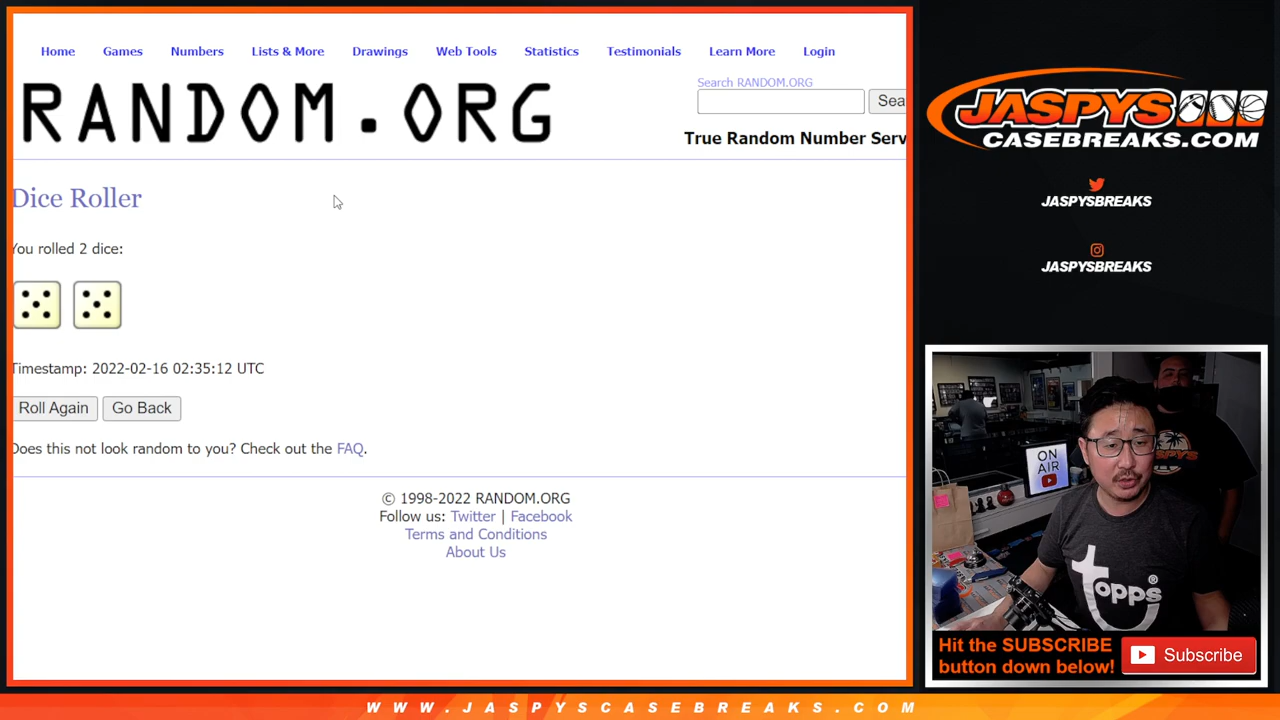 Home Games Numbers Lists & More Drawings Web Tools Statistics Testimonials Learn More Login
Search RANDOM.ORG
RANDOM.ORG
Sea
True Random Number Serv
Dice Roller
You rolled 2 dice:
Timestamp: 2022-02-16 02:35:12 UTC
Roll Again Go Back
Does this not look random to you? Check out the FAQ.
© 1998-2022 RANDOM.ORG
Follow us: Twitter | Facebook
Terms and Conditions
About Us
JASPYS
CASEBREAKS.COM
JASPYSBREAKS
JASPYSBREAKS
ON
AIR
topps®
Hit the SUBSCRIBE
button down below!
Subscribe
WWW.JASPYSCASEBREAKS.COM